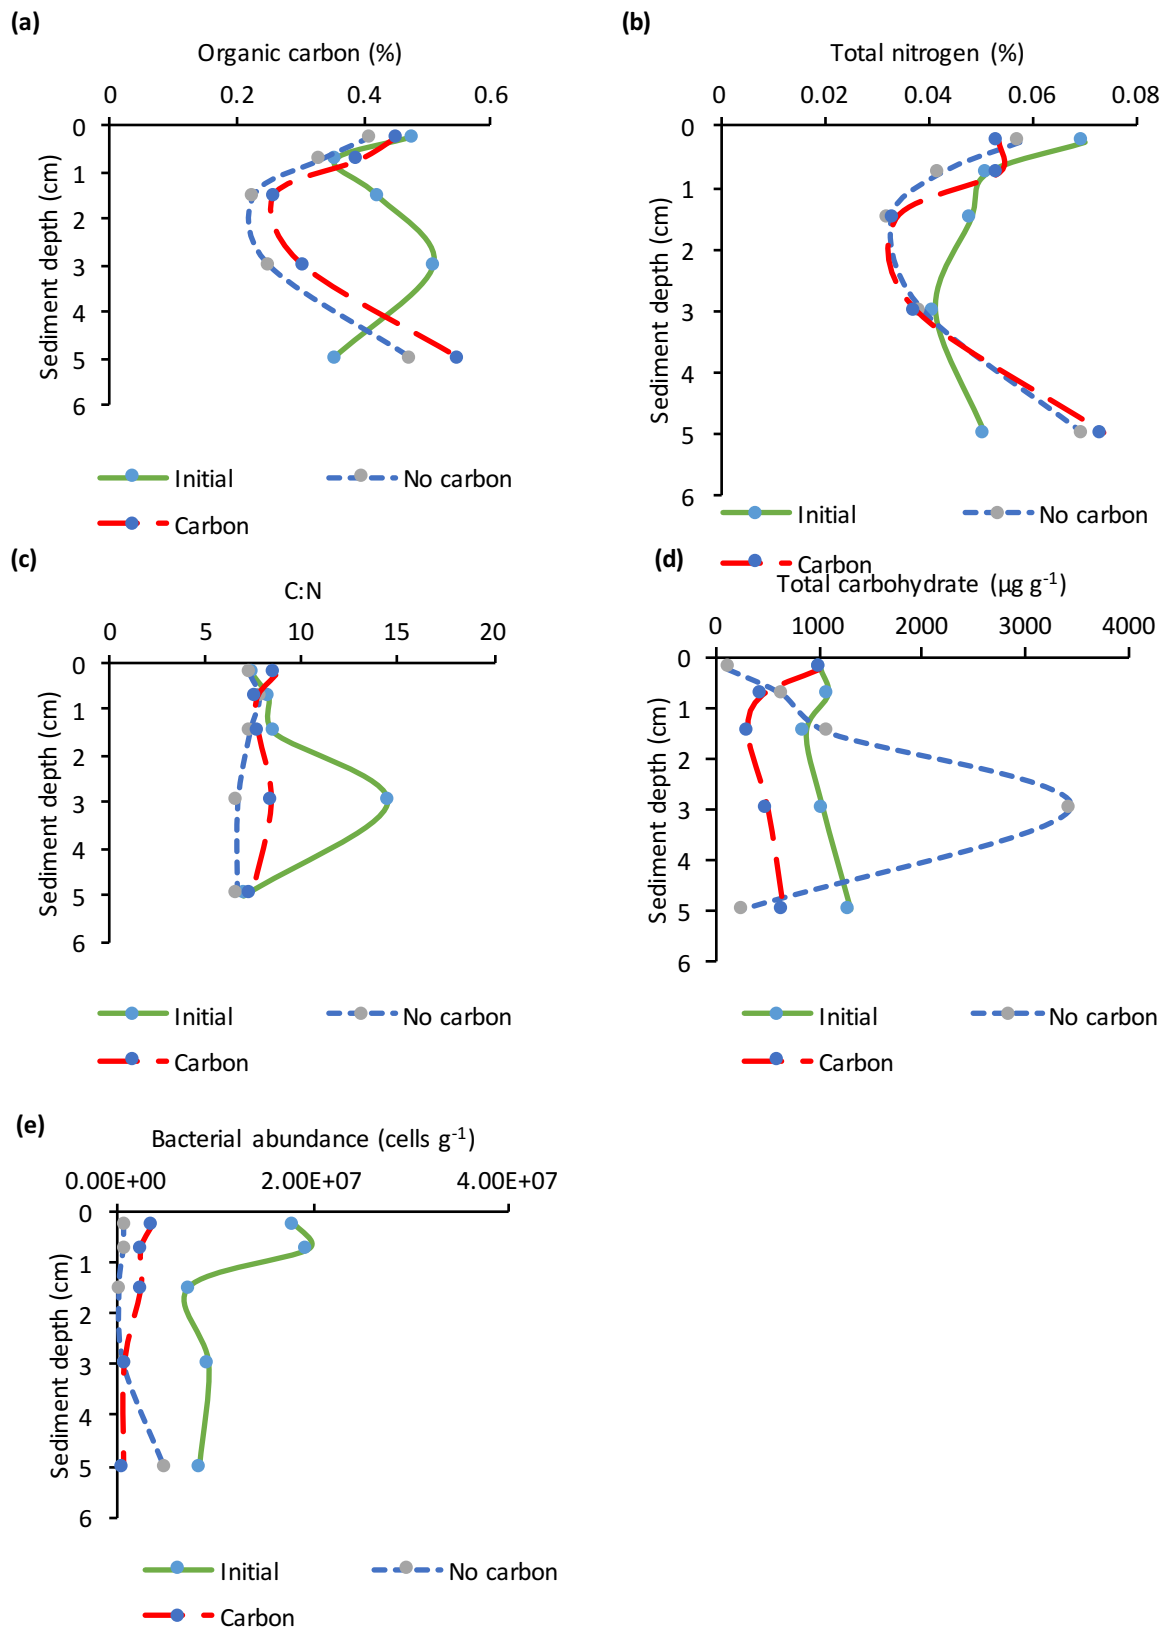 (a)
Organic carbon (%)
0 0.2 0.4 0.6
0
1
2
3
4
5
6
Sediment depth (cm)
Initial No carbon
Carbon
(b)
Total nitrogen (%)
0 0.02 0.04 0.06 0.08
0
1
2
3
4
5
6
Sediment depth (cm)
Initial No carbon
Carbon
(c)
C:N
0 5 10 15 20
0
1
2
3
4
5
6
Sediment depth (cm)
Initial No carbon
Carbon
(d)
Total carbohydrate (µg g-1)
0 1000 2000 3000 4000
0
1
2
3
4
5
6
Sediment depth (cm)
Initial No carbon
Carbon
(e)
Bacterial abundance (cells g-1)
0.00E+00 2.00E+07 4.00E+07
0
1
2
3
4
5
6
Sediment depth (cm)
Initial No carbon
Carbon